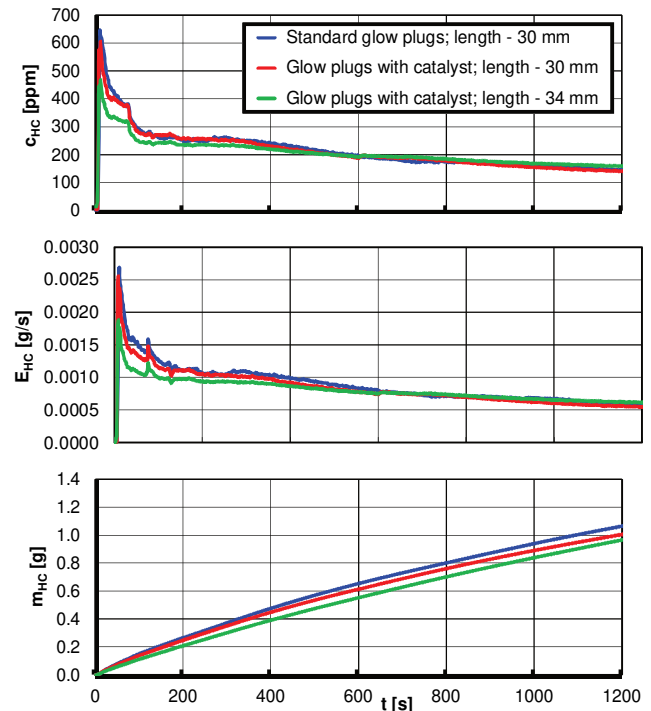 700
600
500
400
300
200
100
0
c_HC [ppm]
Standard glow plugs; length - 30 mm
Glow plugs with catalyst; length - 30 mm
Glow plugs with catalyst; length - 34 mm
0.0030
0.0025
0.0020
0.0015
0.0010
0.0005
0.0000
E_HC [g/s]
1.4
1.2
1.0
0.8
0.6
0.4
0.2
0.0
m_HC [g]
0 200 400 600 800 1000 1200
t [s]